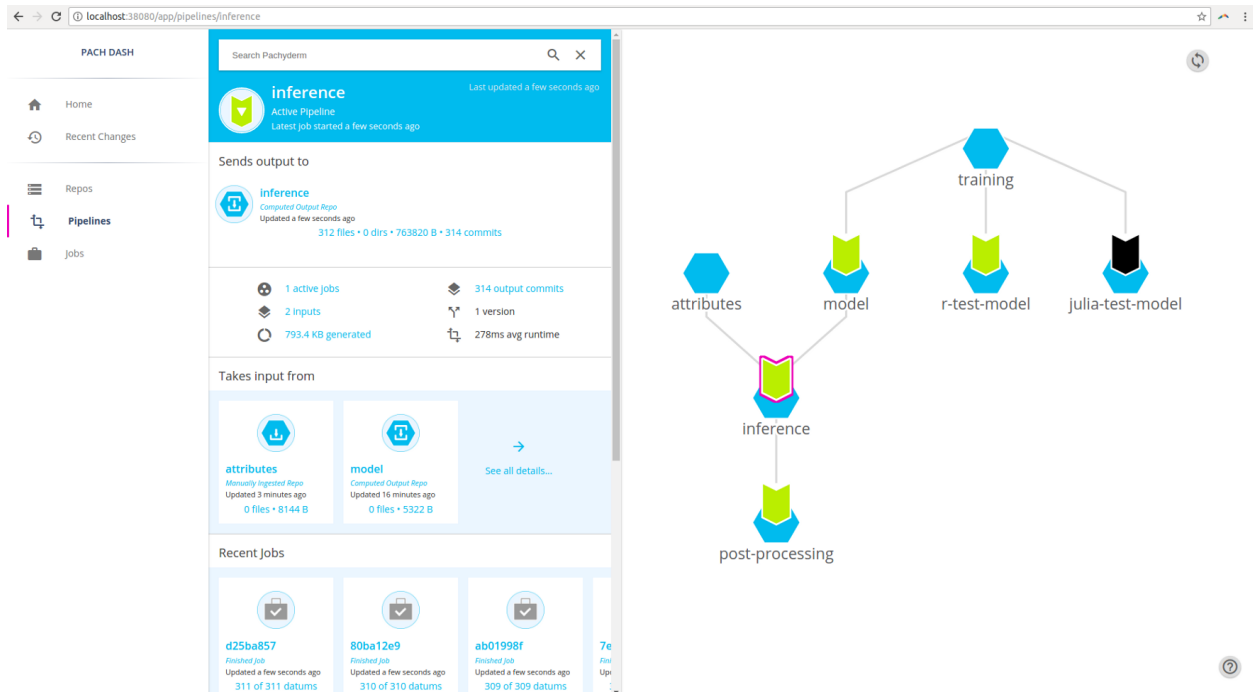 localhost:38080/app/pipelines/inference
PACH DASH
Home
Recent Changes
Repos
Pipelines
Jobs
Search Pachyderm
Last updated a few seconds ago
inference
Active Pipeline
Latest job started a few seconds ago
Sends output to
inference
Computed Output Repo
Updated a few seconds ago
312 files • 0 dirs • 763820 B • 314 commits
1 active jobs
314 output commits
2 inputs
1 version
793.4 KB generated
278ms avg runtime
Takes input from
attributes
Manually Ingested Repo
Updated 3 minutes ago
0 files • 8144 B
model
Computed Output Repo
Updated 16 minutes ago
0 files • 5322 B
See all details...
Recent Jobs
d25ba857
Finished Job
Updated a few seconds ago
311 of 311 datums
80ba12e9
Finished Job
Updated a few seconds ago
310 of 310 datums
ab01998f
Finished Job
Updated a few seconds ago
309 of 309 datums
training
attributes
model
r-test-model
julia-test-model
inference
post-processing